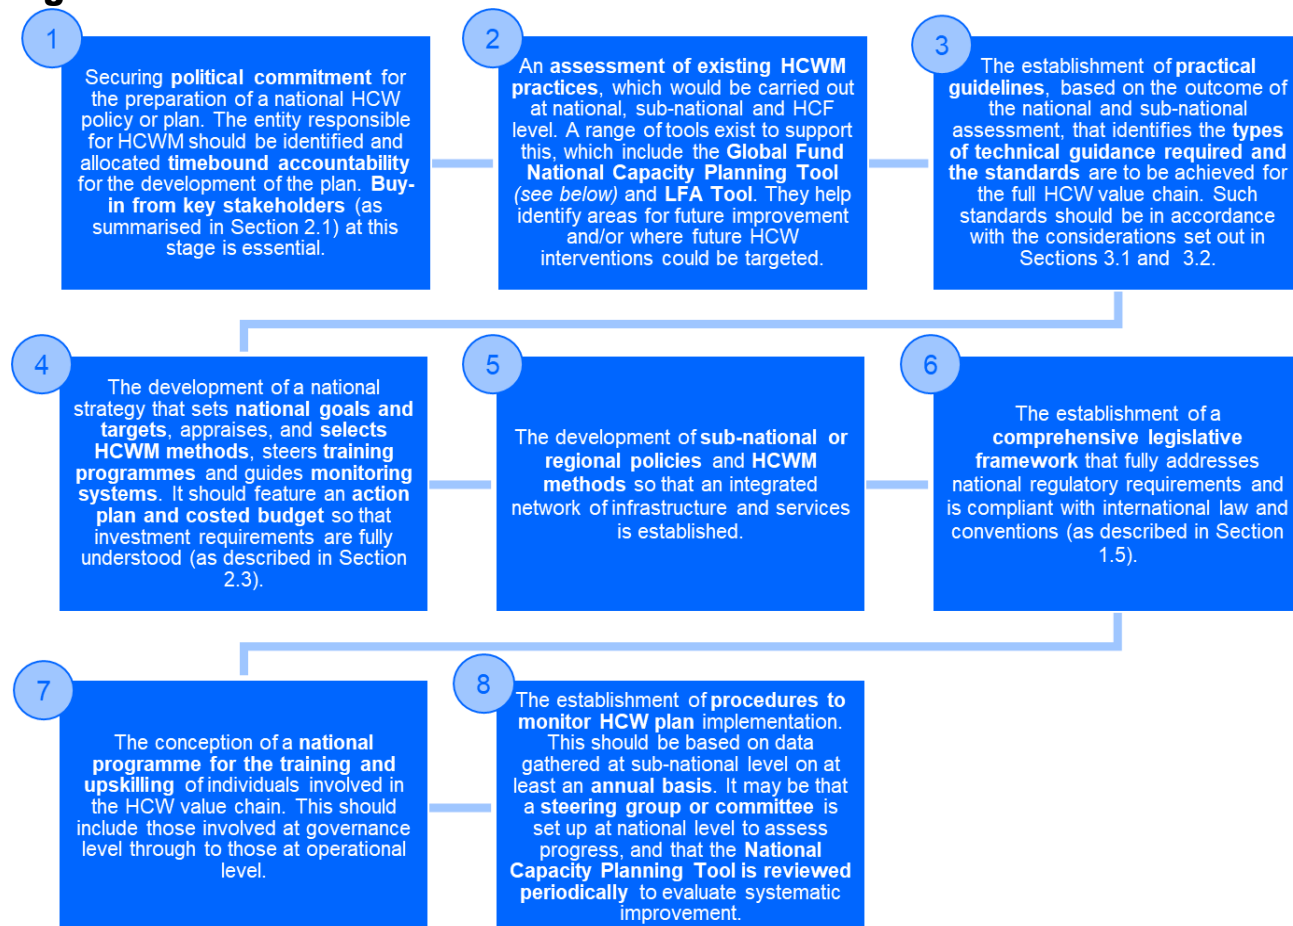 1
Securing political commitment for
the preparation of a national HCW
policy or plan. The entity responsible
for HCWM should be identified and
allocated timebound accountability
for the development of the plan. Buy-
in from key stakeholders (as
summarised in Section 2.1) at this
stage is essential.
2
An assessment of existing HCWM
practices, which would be carried out
at national, sub-national and HCF
level. A range of tools exist to support
this, which include the Global Fund
National Capacity Planning Tool
(see below) and LFA Tool. They help
identify areas for future improvement
and/or where future HCW
interventions could be targeted.
3
The establishment of practical
guidelines, based on the outcome of
the national and sub-national
assessment, that identifies the types
of technical guidance required and
the standards are to be achieved for
the full HCW value chain. Such
standards should be in accordance
with the considerations set out in
Sections 3.1 and 3.2.
4
The development of a national
strategy that sets national goals and
targets, appraises, and selects
HCWM methods, steers training
programmes and guides monitoring
systems. It should feature an action
plan and costed budget so that
investment requirements are fully
understood (as described in Section
2.3).
5
The development of sub-national or
regional policies and HCWM
methods so that an integrated
network of infrastructure and services
is established.
6
The establishment of a
comprehensive legislative
framework that fully addresses
national regulatory requirements and
is compliant with international law and
conventions (as described in Section
1.5).
7
The conception of a national
programme for the training and
upskilling of individuals involved in
the HCW value chain. This should
include those involved at governance
level through to those at operational
level.
8
The establishment of procedures to
monitor HCW plan implementation.
This should be based on data
gathered at sub-national level on at
least an annual basis. It may be that
a steering group or committee is
set up at national level to assess
progress, and that the National
Capacity Planning Tool is reviewed
periodically to evaluate systematic
improvement.